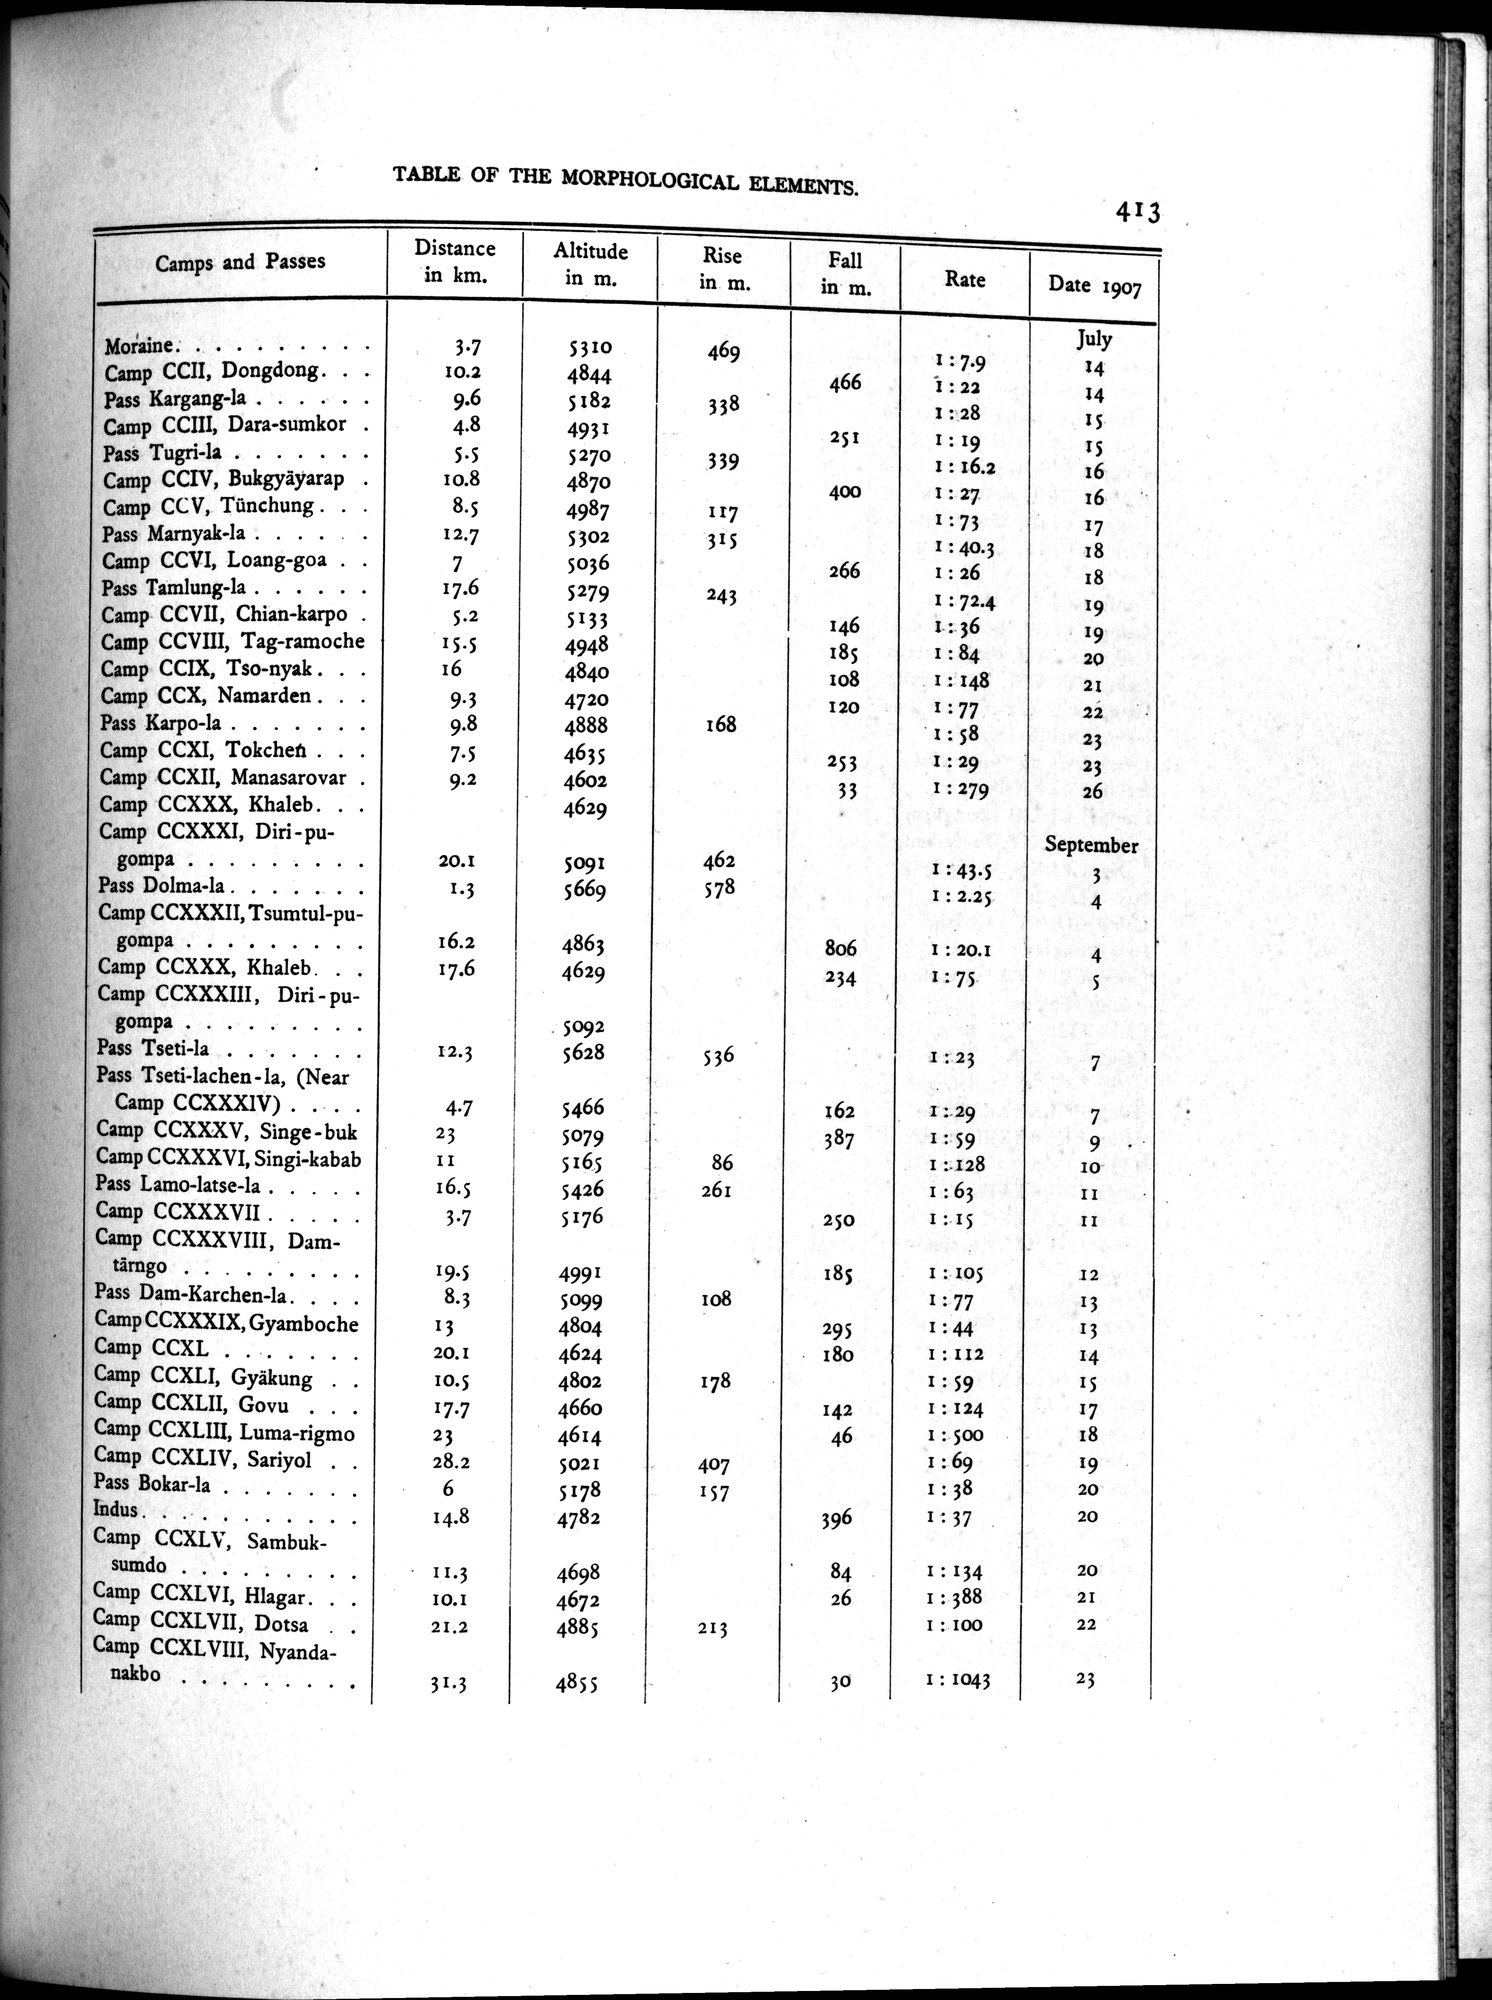 TABLE OF THE MORPHOLOGICAL ELEMENTS.
413
Camps and Passes | Distance in km. | Altitude in m. | Rise in m. | Fall in m. | Rate | Date 1907
July
Moraine. . . . . . . . . . 3.7 5310 469 1 : 7.9 14
Camp CCII, Dongdong. . . 10.2 4844 466 1 : 22 14
Pass Kargang-la . . . . . . 9.6 5182 338 1 : 28 15
Camp CCIII, Dara-sumkor . 4.8 4931 251 1 : 19 15
Pass Tugri-la . . . . . . . 5.5 5270 339 1 : 16.2 16
Camp CCIV, Bukgyäyarap . 10.8 4870 400 1 : 27 16
Camp CCV, Tünchung . . . 8.5 4987 117 1 : 73 17
Pass Marnyak-la . . . . . . 12.7 5302 315 1 : 40.3 18
Camp CCVI, Loang-goa . . 7 5036 266 1 : 26 18
Pass Tamlung-la . . . . . . 17.6 5279 243 1 : 72.4 19
Camp CCVII, Chian-karpo . 5.2 5133 146 1 : 36 19
Camp CCVIII, Tag-ramoche 15.5 4948 185 1 : 84 20
Camp CCIX, Tso-nyak . . . 16 4840 108 1 : 148 21
Camp CCX, Namarden . . . 9.3 4720 120 1 : 77 22
Pass Karpo-la . . . . . . . 9.8 4888 168 1 : 58 23
Camp CCXI, Tokchen . . . 7.5 4635 253 1 : 29 23
Camp CCXII, Manasarovar . 9.2 4602 33 1 : 279 26
Camp CCXXX, Khaleb. . . 4629
Camp CCXXXI, Diri-pu- September
gompa . . . . . . . . . 20.1 5091 462 1 : 43.5 3
Pass Dolma-la . . . . . . . 1.3 5669 578 1 : 2.25 4
Camp CCXXXII, Tsumtul-pu-
gompa . . . . . . . . . 16.2 4863 806 1 : 20.1 4
Camp CCXXX, Khaleb. . . 17.6 4629 234 1 : 75 5
Camp CCXXXIII, Diri-pu-
gompa . . . . . . . . . 5092
Pass Tseti-la . . . . . . . 12.3 5628 536 1 : 23 7
Pass Tseti-lachen-la, (Near
Camp CCXXXIV) . . . . 4.7 5466 162 1 : 29 7
Camp CCXXXV, Singe-buk 23 5079 387 1 : 59 9
Camp CCXXXVI, Singi-kabab 11 5165 86 1 : 128 10
Pass Lamo-latse-la . . . . . 16.5 5426 261 1 : 63 11
Camp CCXXXVII . . . . . 3.7 5176 250 1 : 15 11
Camp CCXXXVIII, Dam-
tärngo . . . . . . . . . 19.5 4991 185 1 : 105 12
Pass Dam-Karchen-la. . . . 8.3 5099 108 1 : 77 13
Camp CCXXXIX, Gyamboche 13 4804 295 1 : 44 13
Camp CCXL . . . . . . . 20.1 4624 180 1 : 112 14
Camp CCXLI, Gyäkung . . 10.5 4802 178 1 : 59 15
Camp CCXLII, Govu . . . 17.7 4660 142 1 : 124 17
Camp CCXLIII, Luma-rigmo 23 4614 46 1 : 500 18
Camp CCXLIV, Sariyol . . 28.2 5021 407 1 : 69 19
Pass Bokar-la . . . . . . . 6 5178 157 1 : 38 20
Indus. . . . . . . . . . . 14.8 4782 396 1 : 37 20
Camp CCXLV, Sambuk-
sumdo . . . . . . . . . 11.3 4698 84 1 : 134 20
Camp CCXLVI, Hlagar. . . 10.1 4672 26 1 : 388 21
Camp CCXLVII, Dotsa . . 21.2 4885 213 1 : 100 22
Camp CCXLVIII, Nyanda-
nakbo . . . . . . . . . 31.3 4855 30 1 : 1043 23